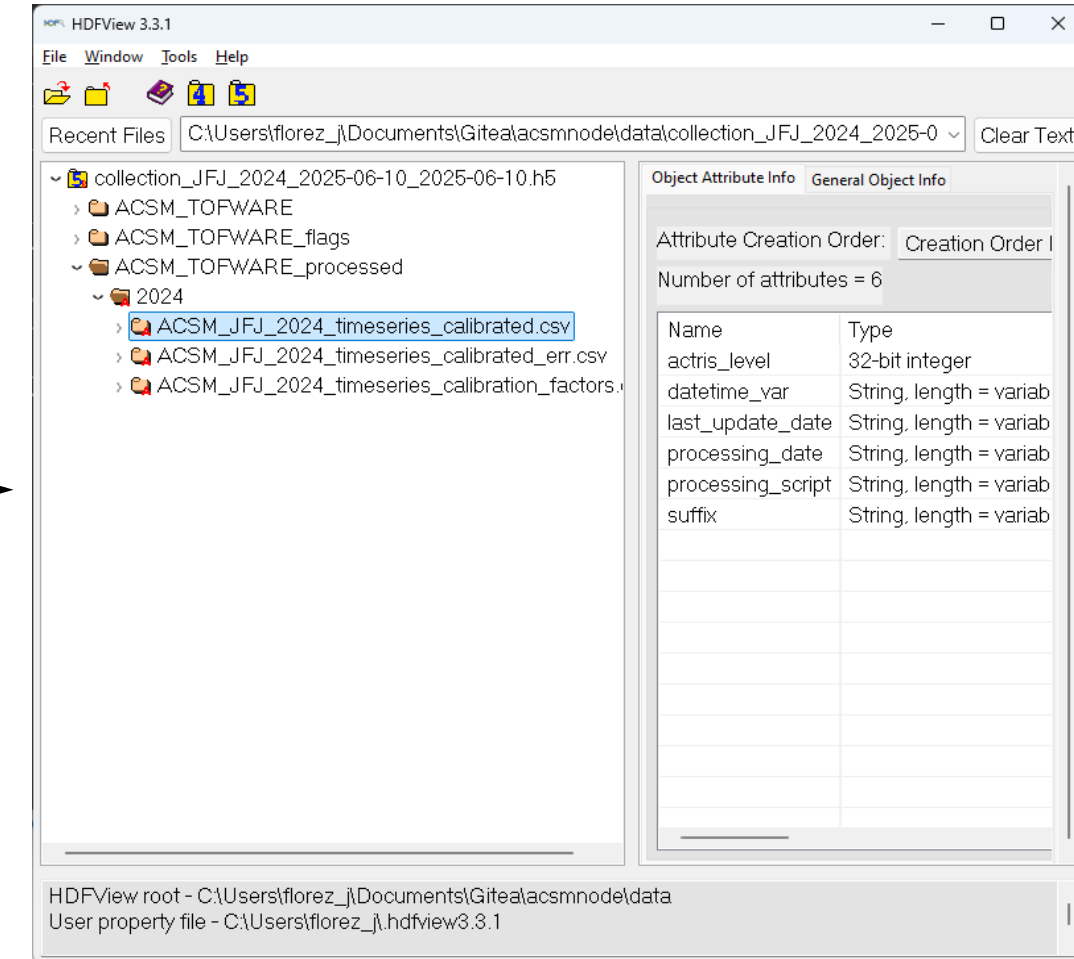 HDFView 3.3.1
File Window Tools Help
Recent Files C:\Users\florez_j\Documents\Gitea\acsmnode\data\collection_JFJ_2024_2025-0 Clear Text
collection_JFJ_2024_2025-06-10_2025-06-10.h5
ACSM_TOFWARE
ACSM_TOFWARE_flags
ACSM_TOFWARE_processed
2024
ACSM_JFJ_2024_timeseries_calibrated.csv
ACSM_JFJ_2024_timeseries_calibrated_err.csv
ACSM_JFJ_2024_timeseries_calibration_factors.
Object Attribute Info General Object Info
Attribute Creation Order: Creation Order
Number of attributes = 6
Name Type
actris_level 32-bit integer
datetime_var String, length = variab
last_update_date String, length = variab
processing_date String, length = variab
processing_script String, length = variab
suffix String, length = variab
HDFView root - C:\Users\florez_j\Documents\Gitea\acsmnode\data
User property file - C:\Users\florez_j\.hdfview3.3.1